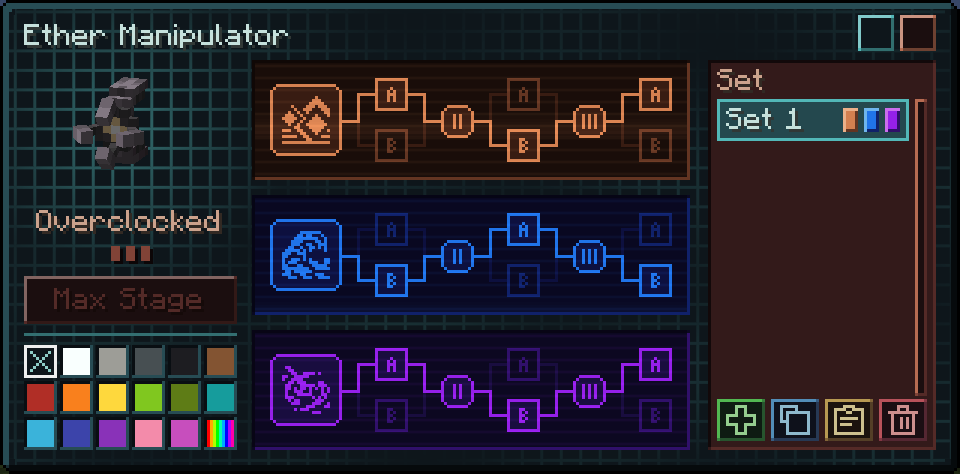 Ether Manipulator
Set
Set 1
A A A
II III
B B B
Overclocked
A A A
II III
B B B
Max Stage
A A A
II III
B B B